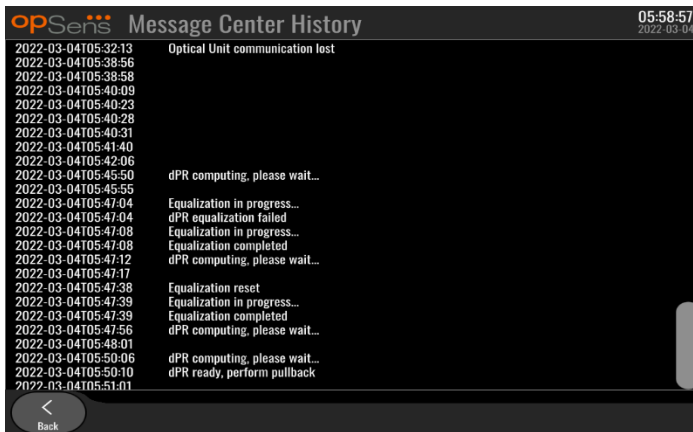 opSens Message Center History 05:58:57
2022-03-04
2022-03-04T05:32:13 Optical Unit communication lost
2022-03-04T05:38:56
2022-03-04T05:38:58
2022-03-04T05:40:09
2022-03-04T05:40:23
2022-03-04T05:40:28
2022-03-04T05:40:31
2022-03-04T05:41:40
2022-03-04T05:42:06
2022-03-04T05:45:50 dPR computing, please wait...
2022-03-04T05:45:55
2022-03-04T05:47:04 Equalization in progress...
2022-03-04T05:47:04 dPR equalization failed
2022-03-04T05:47:08 Equalization in progress...
2022-03-04T05:47:08 Equalization completed
2022-03-04T05:47:12 dPR computing, please wait...
2022-03-04T05:47:17
2022-03-04T05:47:38 Equalization reset
2022-03-04T05:47:39 Equalization in progress...
2022-03-04T05:47:39 Equalization completed
2022-03-04T05:47:56 dPR computing, please wait...
2022-03-04T05:48:01
2022-03-04T05:50:06 dPR computing, please wait...
2022-03-04T05:50:10 dPR ready, perform pullback
2022-03-04T05:51:01
Back